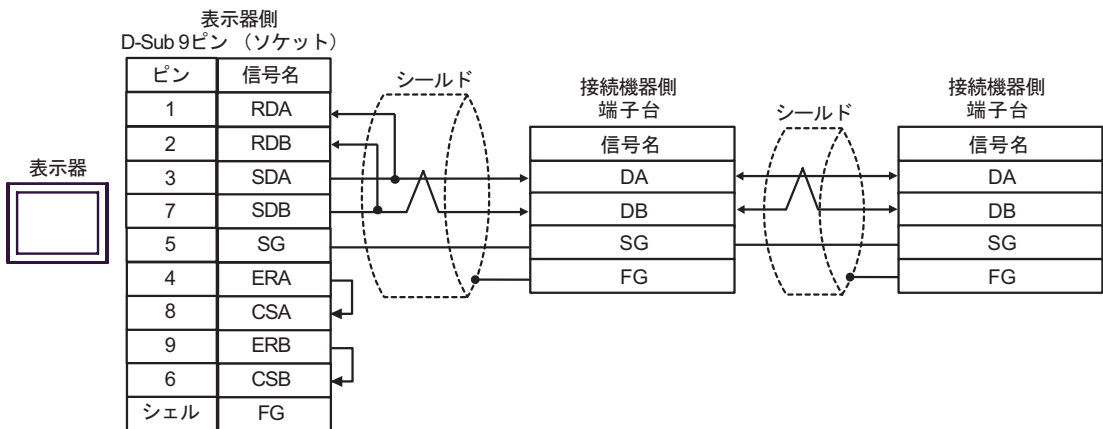 表示器側
D-Sub 9ピン （ソケット）
ピン 信号名
1 RDA
2 RDB
3 SDA
7 SDB
5 SG
4 ERA
8 CSA
9 ERB
6 CSB
シェル FG
表示器
シールド
接続機器側
端子台
信号名
DA
DB
SG
FG
シールド
接続機器側
端子台
信号名
DA
DB
SG
FG